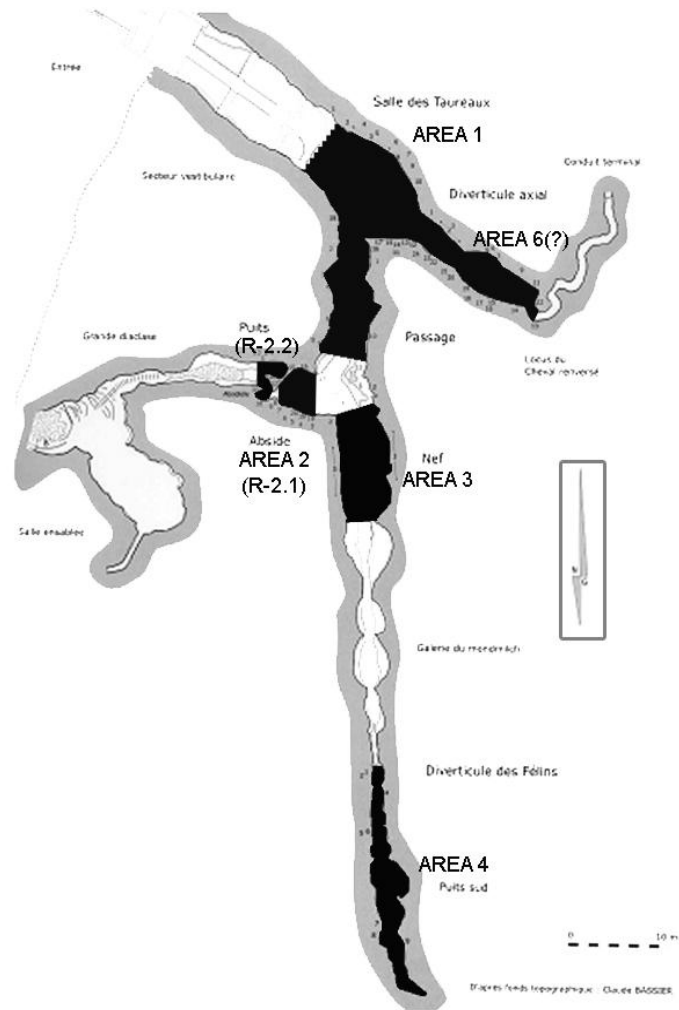 Entrée
Salle des Taureaux
AREA 1
Secteur vestibulaire
Conduit terminal
Diverticule axial
AREA 6(?)
Puits
(R-2.2)
Grande diaclase
Passage
Locus du
Cheval renversé
Abside
AREA 2
(R-2.1)
Nef
AREA 3
Salle ensablée
N
G
Galerie du mondmilch
Diverticule des Félins
AREA 4
Puits sud
0 10 m
D'après fonds topographique : Claude BASSIER